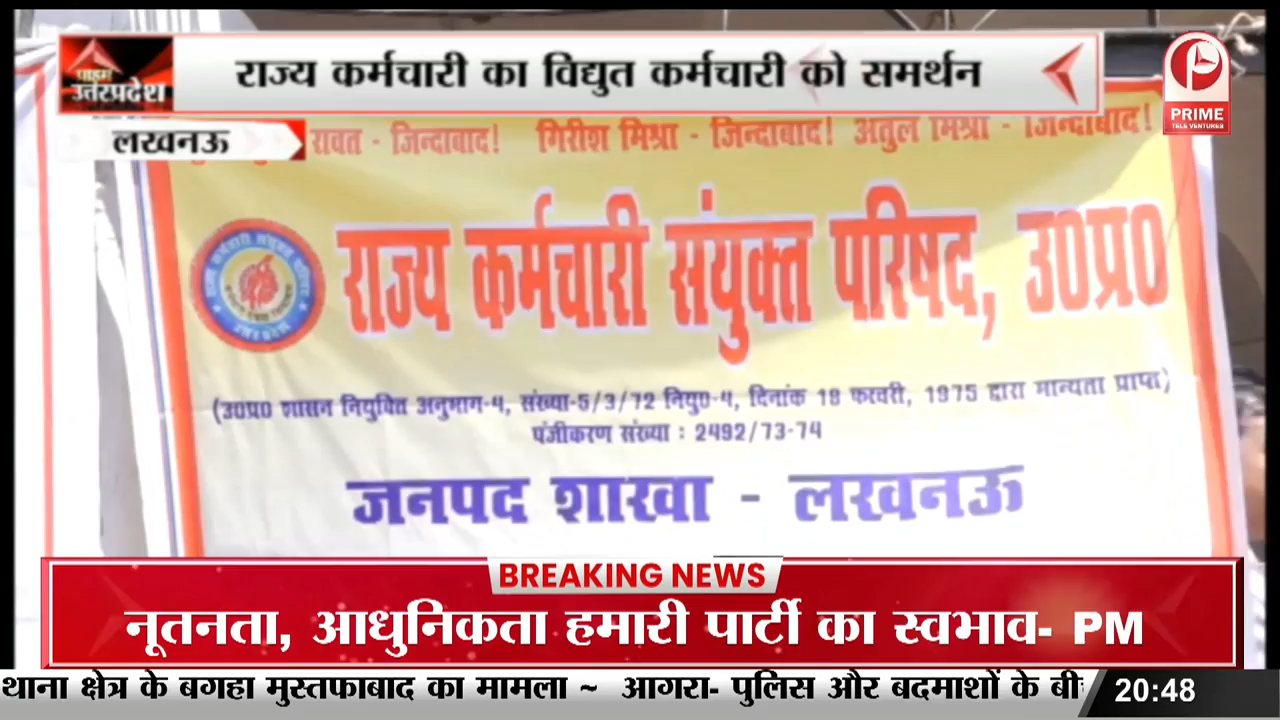 राज्य कर्मचारी का विद्युत कर्मचारी को समर्थन
प्राइम
उत्तरप्रदेश
लखनऊ
PRIME
TELE VENTURES
रावत - जिन्दाबाद! गिरीश मिश्रा - जिन्दाबाद! अतुल मिश्रा - जिन्दाबाद!
राज्य कर्मचारी संयुक्त परिषद, उ0प्र0
(उ0प्र0 शासन नियुक्ति अनुभाग-4, संख्या-5/3/72 नियु0-4, दिनांक 18 फरवरी, 1975 द्वारा मान्यता प्राप्त)
पंजीकरण संख्या : 2492/73-74
जनपद शाखा - लखनऊ
BREAKING NEWS
नूतनता, आधुनिकता हमारी पार्टी का स्वभाव- PM
थाना क्षेत्र के बगहा मुस्तफाबाद का मामला ~ आगरा- पुलिस और बदमाशों के
20:48